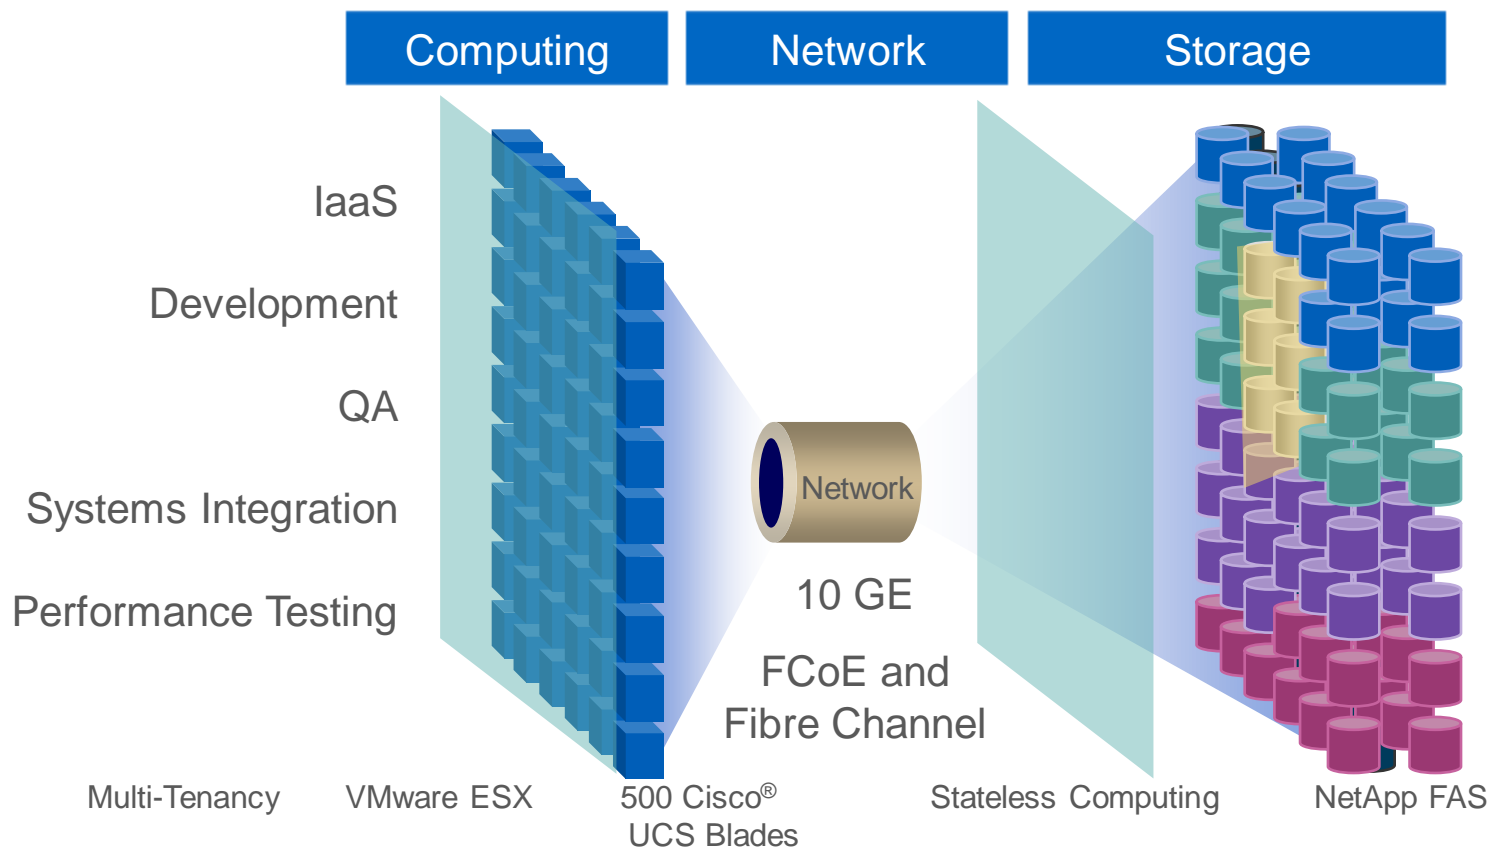 Computing
Network
Storage
IaaS
Development
QA
Systems Integration
Performance Testing
Network
10 GE
FCoE and
Fibre Channel
Multi-Tenancy
VMware ESX
500 Cisco®
UCS Blades
Stateless Computing
NetApp FAS